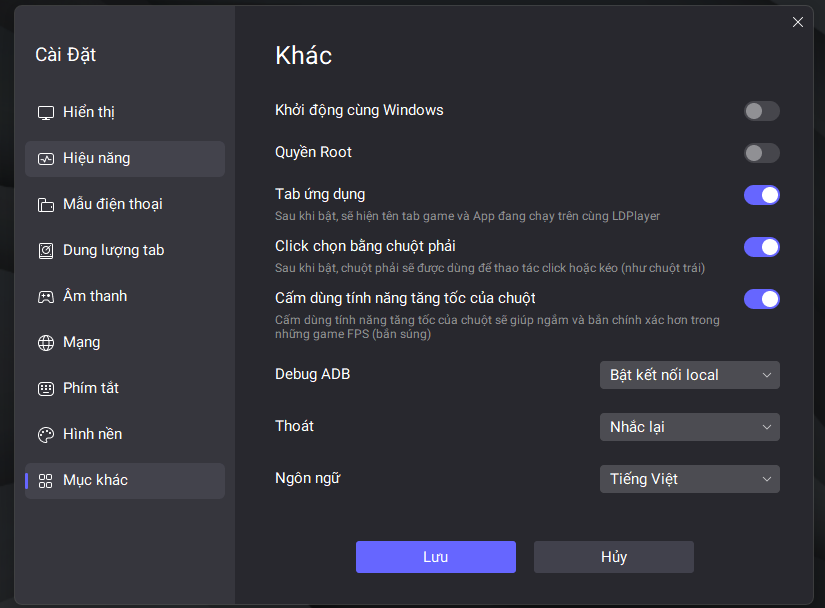 Cài Đặt
Hiển thị
Hiệu năng
Mẫu điện thoại
Dung lượng tab
Âm thanh
Mạng
Phím tắt
Hình nền
Mục khác
Khác
Khởi động cùng Windows
Quyền Root
Tab ứng dụng
Sau khi bật, sẽ hiện tên tab game và App đang chạy trên cùng LDPlayer
Click chọn bằng chuột phải
Sau khi bật, chuột phải sẽ được dùng để thao tác click hoặc kéo (như chuột trái)
Cấm dùng tính năng tăng tốc của chuột
Cấm dùng tính năng tăng tốc của chuột sẽ giúp ngắm và bắn chính xác hơn trong
những game FPS (bắn súng)
Debug ADB
Bật kết nối local
Thoát
Nhắc lại
Ngôn ngữ
Tiếng Việt
Lưu
Hủy